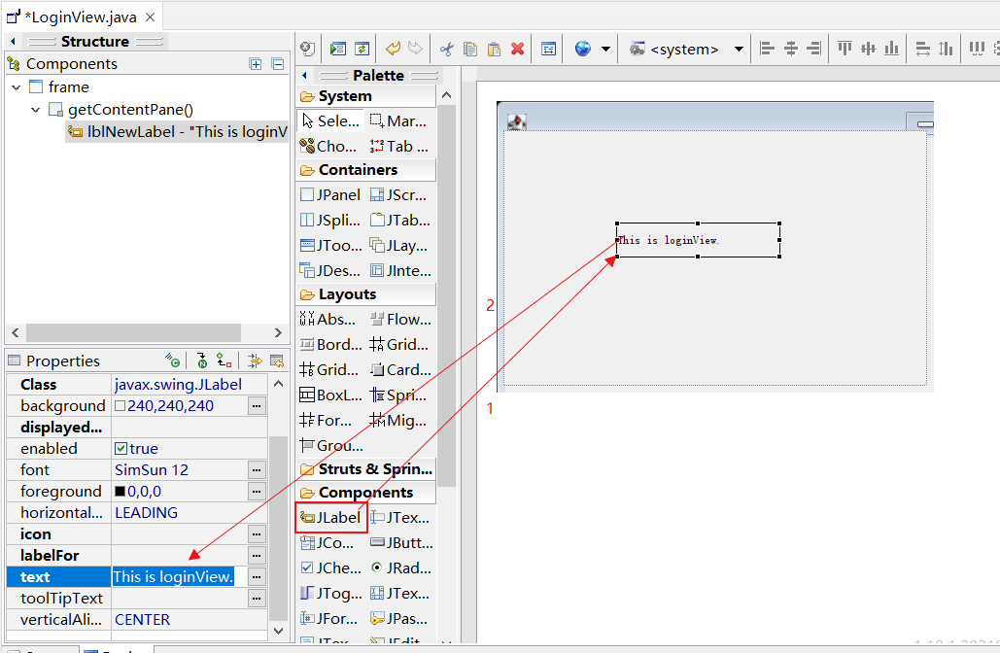 *LoginView.java
Structure
Components
frame
getContentPane()
lblNewLabel - "This is loginV
Properties
Class javax.swing.JLabel
background 240,240,240
displayed...
enabled true
font SimSun 12
foreground 0,0,0
horizontal... LEADING
icon
labelFor
text This is loginView.
toolTipText
verticalAli... CENTER
<system>
Palette
System
Sele... Mar...
Cho... Tab ...
Containers
JPanel JScr...
JSpli... JTab...
JToo... JLay...
JDes... JInte...
Layouts
Abs... Flow...
Bord... Grid...
Grid... Card...
BoxL... Spri...
For... Mig...
Grou...
Struts & Sprin...
Components
JLabel JTex...
JCo... JButt...
JChe... JRad...
JTog... JTex...
JFor... JPas...
JTex... JEdit...
This is loginView.
2
1